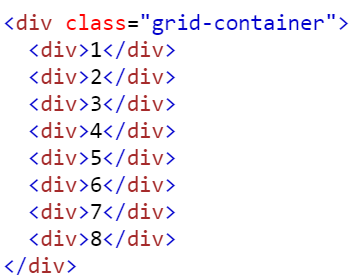 <div class="grid-container">
  <div>1</div>
  <div>2</div>
  <div>3</div>
  <div>4</div>
  <div>5</div>
  <div>6</div>
  <div>7</div>
  <div>8</div>
</div>